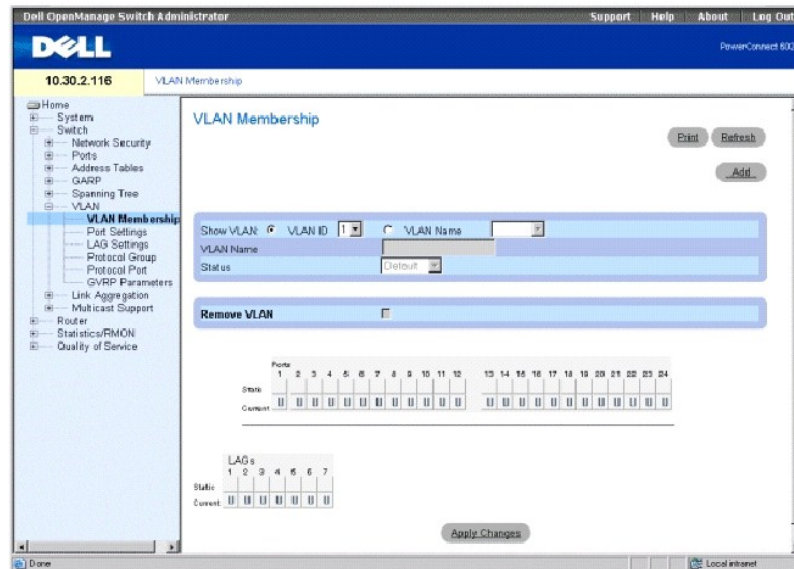 Dell OpenManage Switch Administrator
Support Help About Log Out
DELL
PowerConnect 600
10.30.2.116
VLAN Membership
Home
System
Switch
Network Security
Ports
Address Tables
GARP
Spanning Tree
VLAN
VLAN Membership
Port Settings
LAG Settings
Protocol Group
Protocol Port
GVRP Parameters
Link Aggregation
Multicast Support
Router
Statistics/RMON
Quality of Service
VLAN Membership
Print Refresh
Add
Show VLAN: VLAN ID 1 VLAN Name
VLAN Name
Status Default
Remove VLAN
Ports
1 2 3 4 5 6 7 8 9 10 11 12 13 14 15 16 17 18 19 20 21 22 23 24
Static
Current U U U U U U U U U U U U U U U U U U U U U U U U
LAGs
1 2 3 4 5 6 7
Static
Current U U U U U U U
Apply Changes
Done
Local intranet